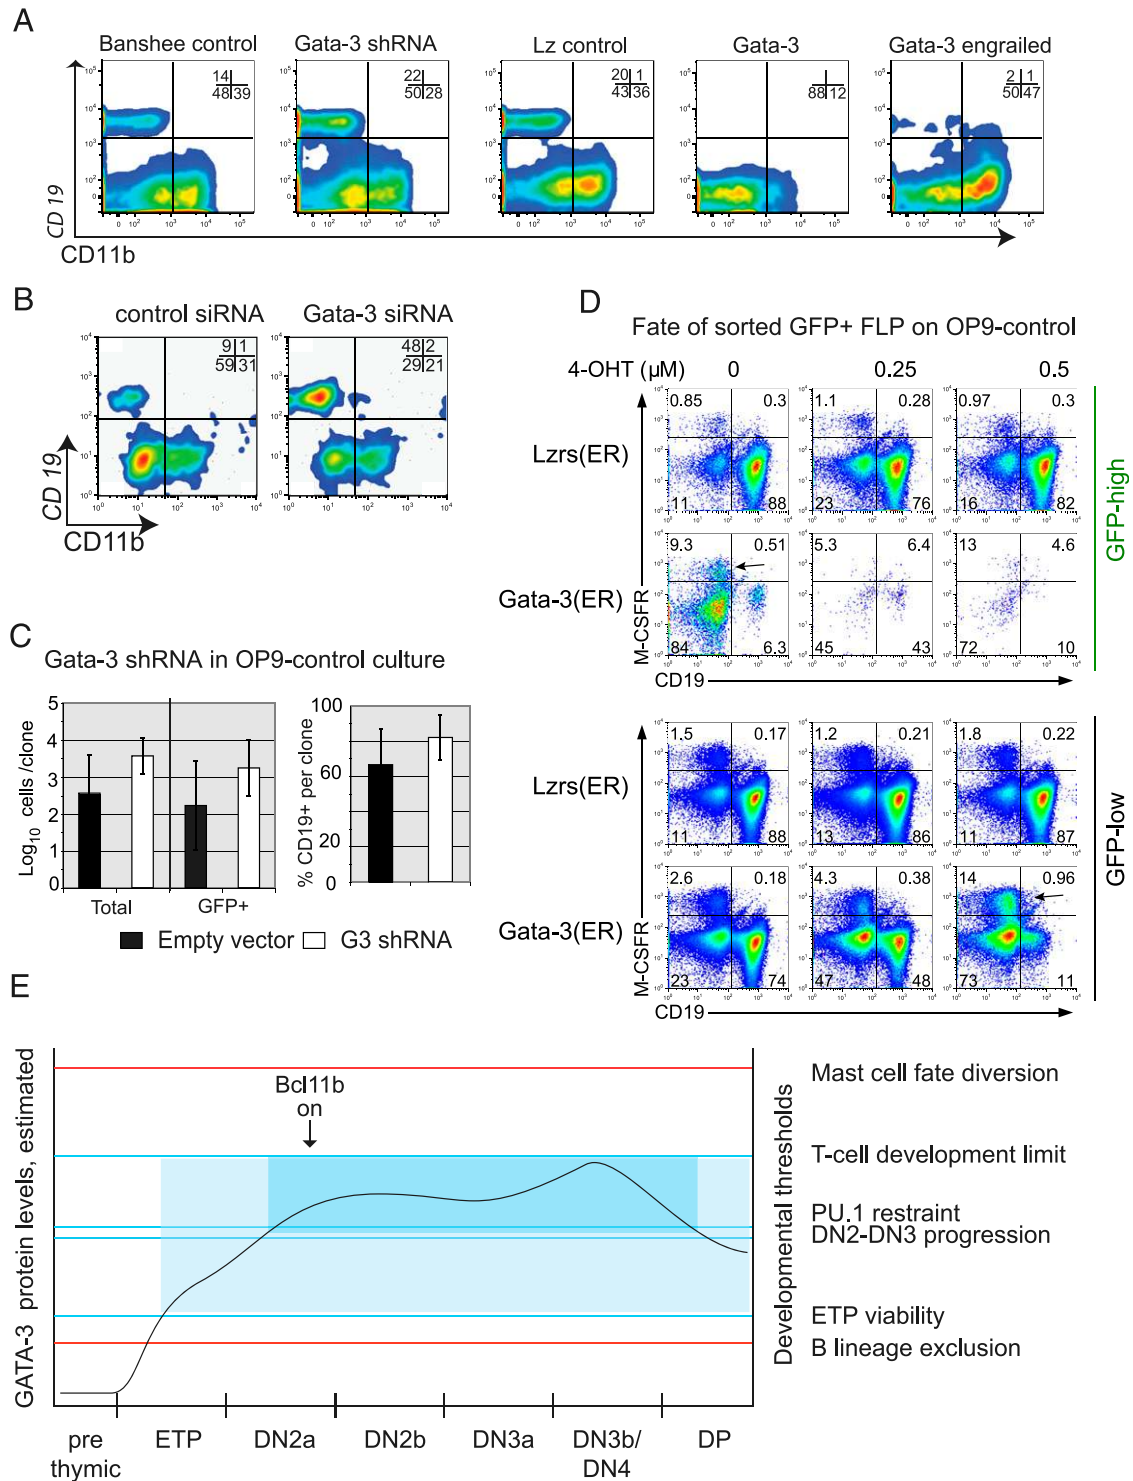 A
Banshee control
Gata-3 shRNA
Lz control
Gata-3
Gata-3 engrailed
14
48 39
22
50 28
20 1
43 36
88 12
2 1
50 47
CD 19
CD11b
B
control siRNA
Gata-3 siRNA
9 1
59 31
48 2
29 21
CD 19
CD11b
C
Gata-3 shRNA in OP9-control culture
Log10 cells /clone
5
4
3
2
1
0
Total
GFP+
% CD19+ per clone
100
60
20
0
Empty vector
G3 shRNA
D
Fate of sorted GFP+ FLP on OP9-control
4-OHT (µM) 0 0.25 0.5
Lzrs(ER)
0.85 0.3
11 88
1.1 0.28
23 76
0.97 0.3
16 82
Gata-3(ER)
9.3 0.51
84 6.3
5.3 6.4
45 43
13 4.6
72 10
M-CSFR
CD19
GFP-high
Lzrs(ER)
1.5 0.17
11 88
1.2 0.21
13 86
1.8 0.22
11 87
Gata-3(ER)
2.6 0.18
23 74
4.3 0.38
47 48
14 0.96
73 11
M-CSFR
CD19
GFP-low
E
GATA-3 protein levels, estimated
Bcl11b
on
Developmental thresholds
Mast cell fate diversion
T-cell development limit
PU.1 restraint
DN2-DN3 progression
ETP viability
B lineage exclusion
pre
thymic
ETP
DN2a
DN2b
DN3a
DN3b/
DN4
DP